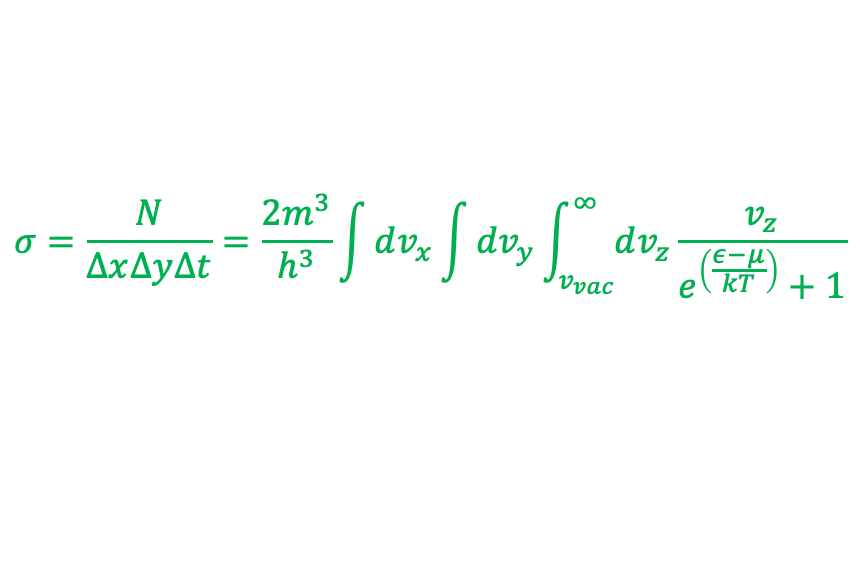 σ = N/(ΔxΔyΔt) = 2m³/h³ ∫ dv_x ∫ dv_y ∫_{v_vac}^{∞} dv_z v_z/(e^((ϵ−μ)/kT) + 1)